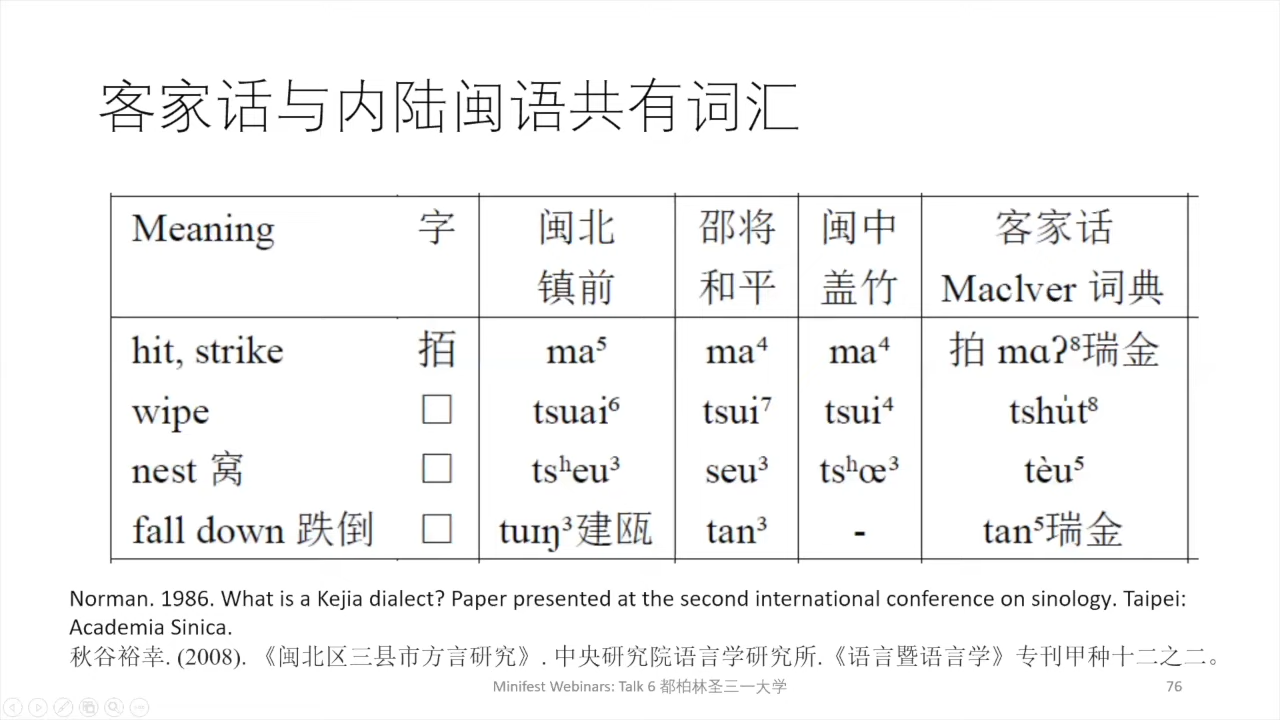 客家话与内陆闽语共有词汇
Meaning 字 闽北 邵将 闽中 客家话
镇前 和平 盖竹 Maclver 词典
hit, strike 拍 ma⁵ ma⁴ ma⁴ 拍 mɑʔ⁸瑞金
wipe □ tsuai⁶ tsui⁷ tsui⁴ tshu̍t⁸
nest 窝 □ tsʰeu³ seu³ tsʰœ³ tèu⁵
fall down 跌倒 □ tuɪŋ³建瓯 tan³ - tan⁵瑞金
Norman. 1986. What is a Kejia dialect? Paper presented at the second international conference on sinology. Taipei:
Academia Sinica.
秋谷裕幸. (2008). 《闽北区三县市方言研究》. 中央研究院语言学研究所.《语言暨语言学》专刊甲种十二之二。
Minifest Webinars: Talk 6 都柏林圣三一大学 76